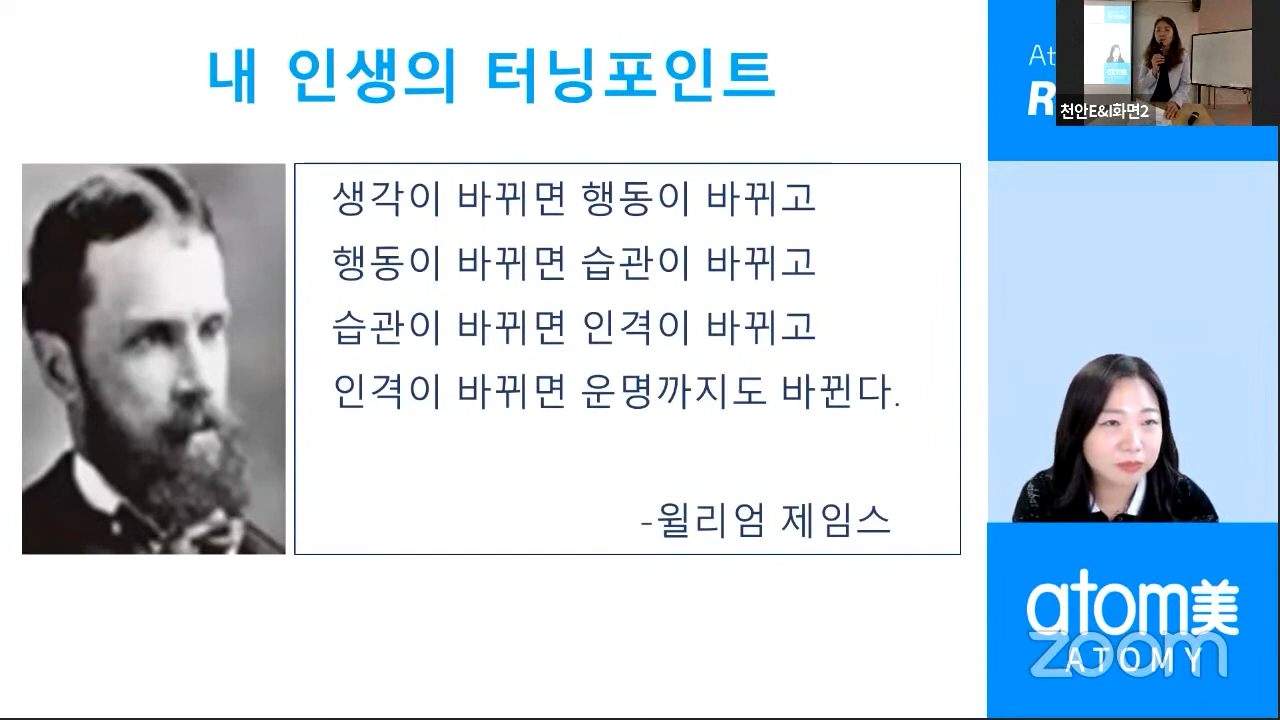 내 인생의 터닝포인트
생각이 바뀌면 행동이 바뀌고
행동이 바뀌면 습관이 바뀌고
습관이 바뀌면 인격이 바뀌고
인격이 바뀌면 운명까지도 바뀐다.
-윌리엄 제임스
At
R
천안E&I화면2
atom美
zoom
ATOMY